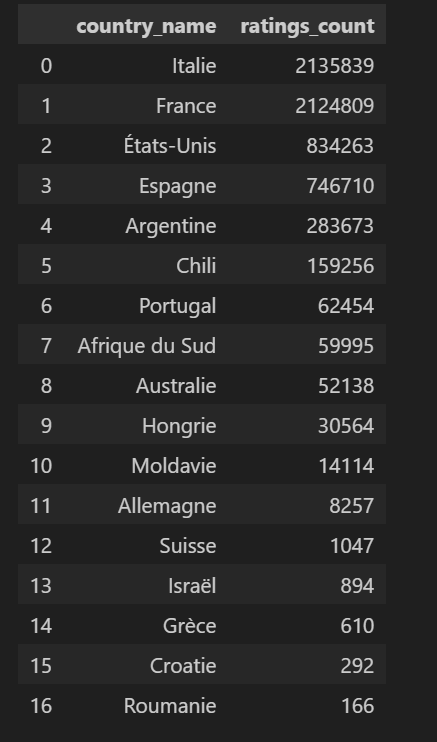 country_name ratings_count
0 Italie 2135839
1 France 2124809
2 États-Unis 834263
3 Espagne 746710
4 Argentine 283673
5 Chili 159256
6 Portugal 62454
7 Afrique du Sud 59995
8 Australie 52138
9 Hongrie 30564
10 Moldavie 14114
11 Allemagne 8257
12 Suisse 1047
13 Israël 894
14 Grèce 610
15 Croatie 292
16 Roumanie 166